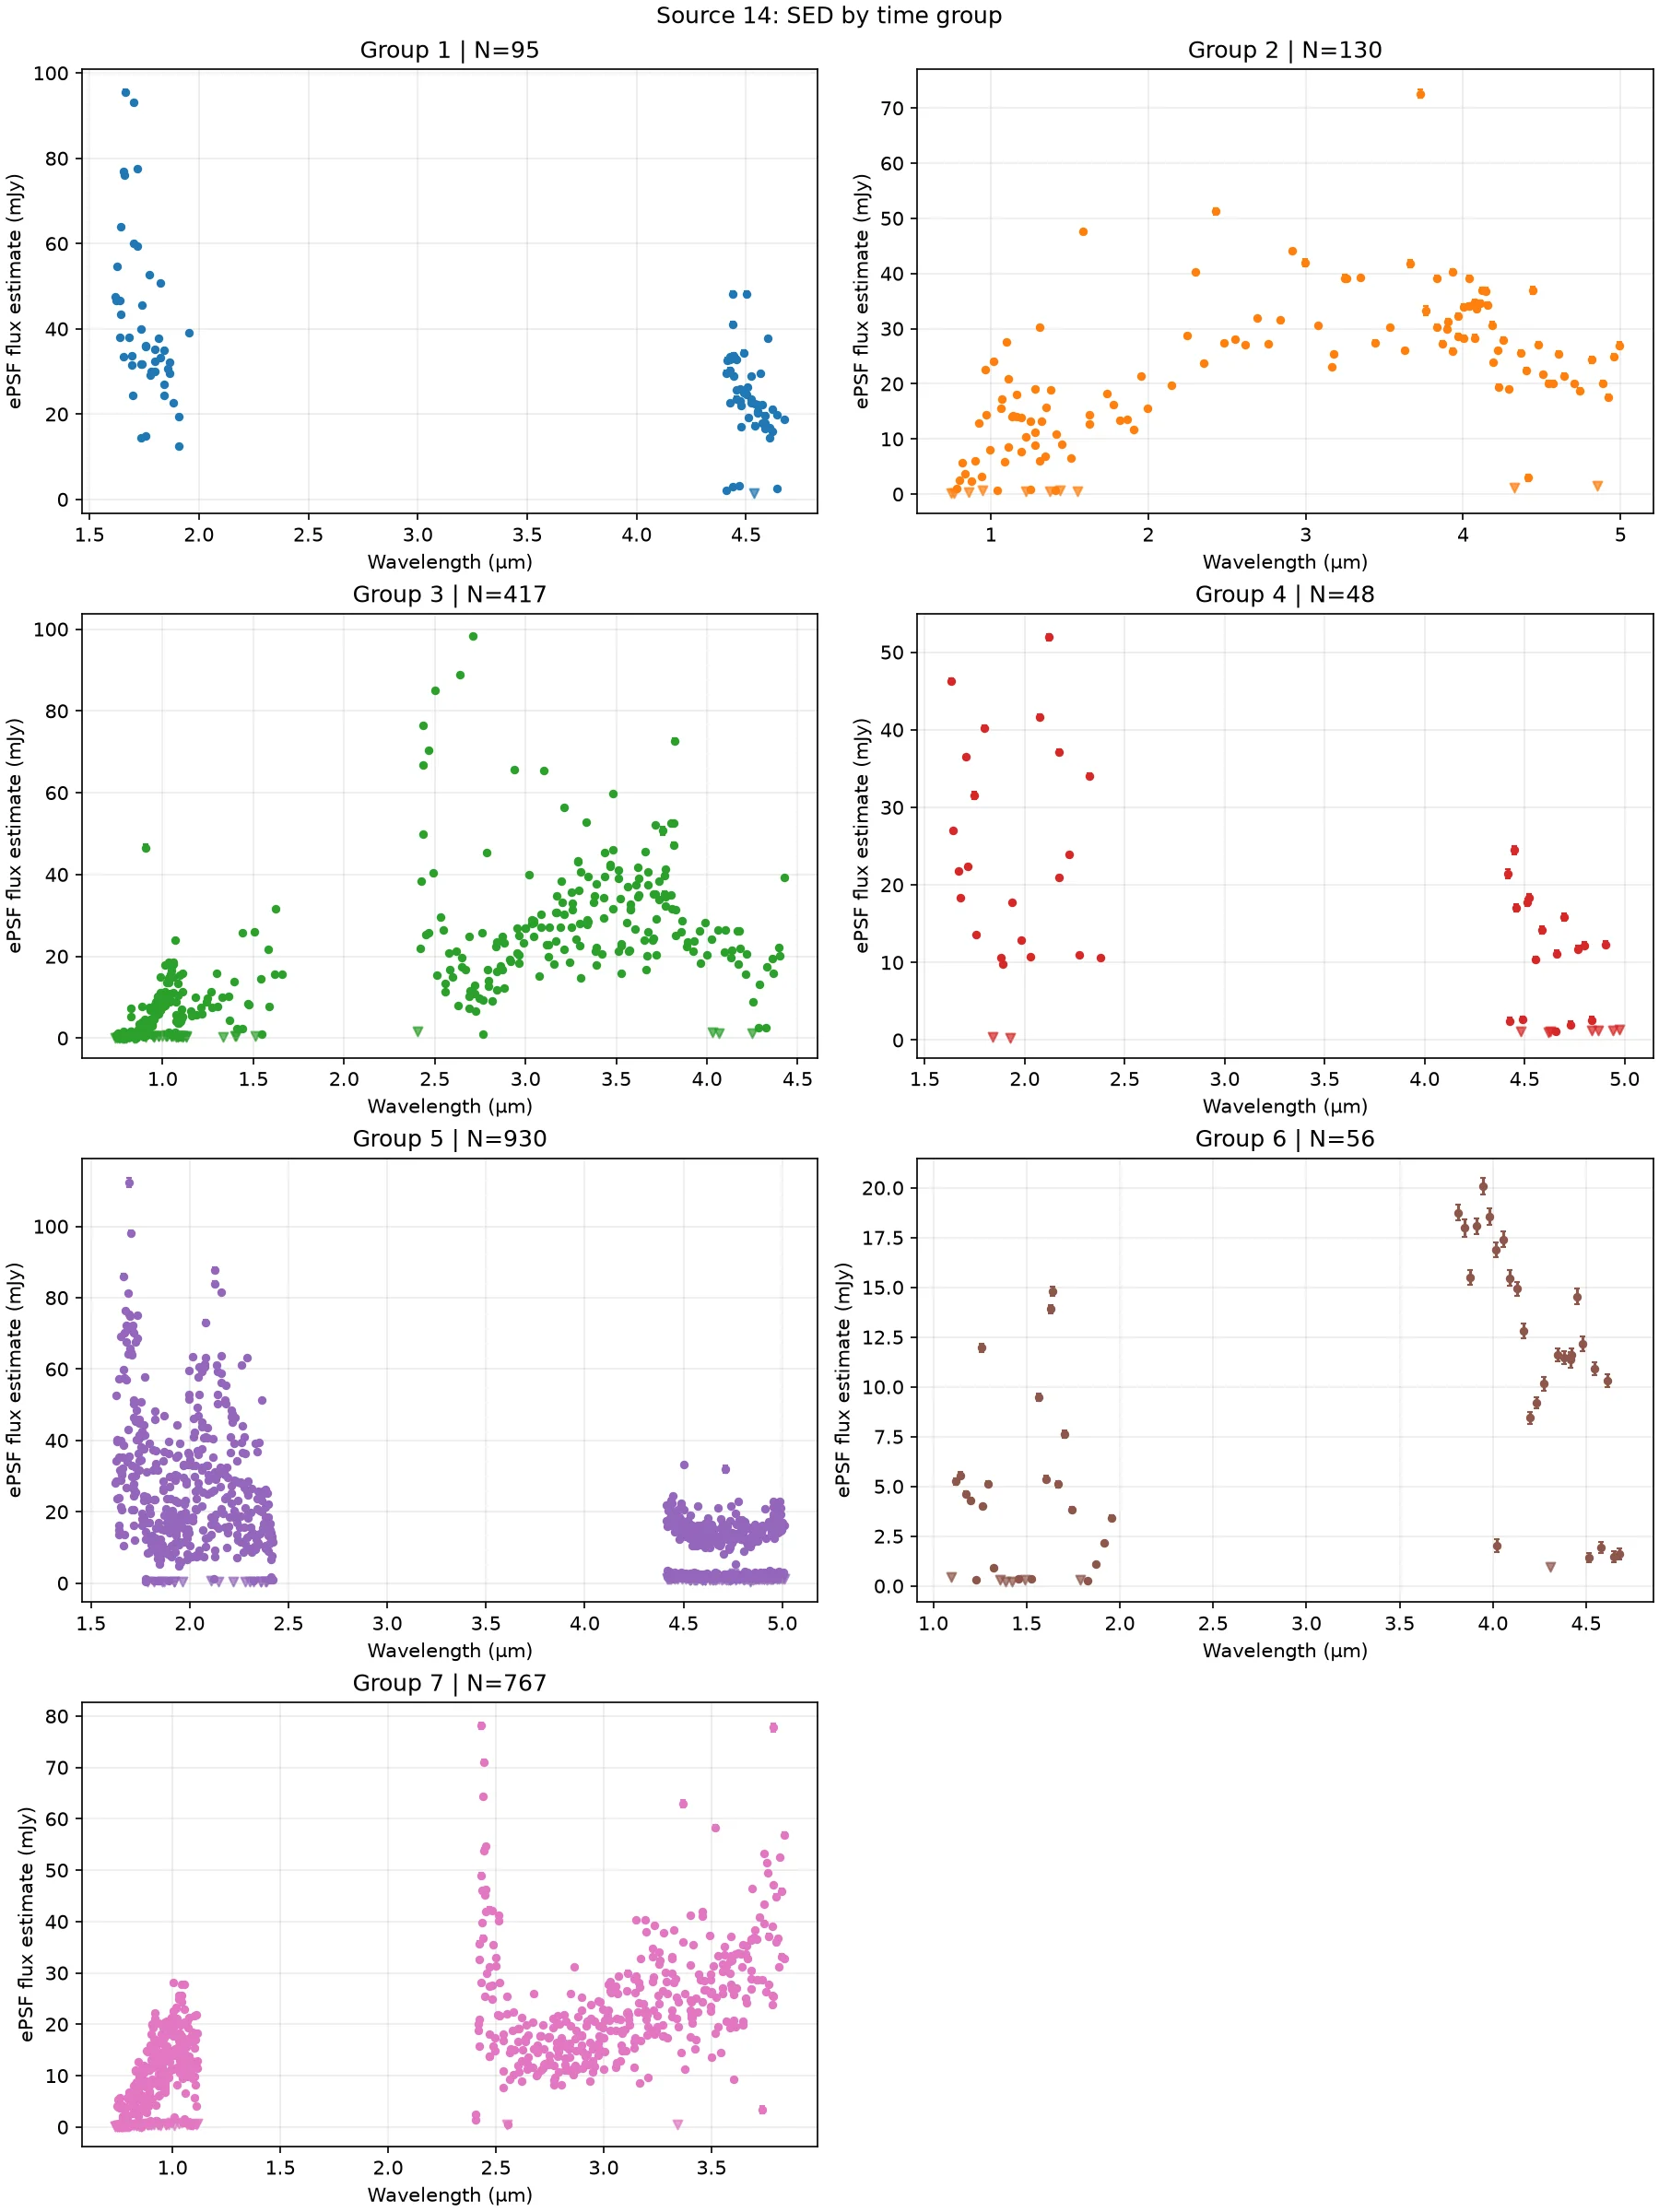 Source 14: SED by time group
Group 1 | N=95
100
80
60
40
20
0
ePSF flux estimate (mJy)
1.5 2.0 2.5 3.0 3.5 4.0 4.5
Wavelength (μm)
Group 2 | N=130
70
60
50
40
30
20
10
0
ePSF flux estimate (mJy)
1 2 3 4 5
Wavelength (μm)
Group 3 | N=417
100
80
60
40
20
0
ePSF flux estimate (mJy)
1.0 1.5 2.0 2.5 3.0 3.5 4.0 4.5
Wavelength (μm)
Group 4 | N=48
50
40
30
20
10
0
ePSF flux estimate (mJy)
1.5 2.0 2.5 3.0 3.5 4.0 4.5 5.0
Wavelength (μm)
Group 5 | N=930
100
80
60
40
20
0
ePSF flux estimate (mJy)
1.5 2.0 2.5 3.0 3.5 4.0 4.5 5.0
Wavelength (μm)
Group 6 | N=56
20.0
17.5
15.0
12.5
10.0
7.5
5.0
2.5
0.0
ePSF flux estimate (mJy)
1.0 1.5 2.0 2.5 3.0 3.5 4.0 4.5
Wavelength (μm)
Group 7 | N=767
80
70
60
50
40
30
20
10
0
ePSF flux estimate (mJy)
1.0 1.5 2.0 2.5 3.0 3.5
Wavelength (μm)